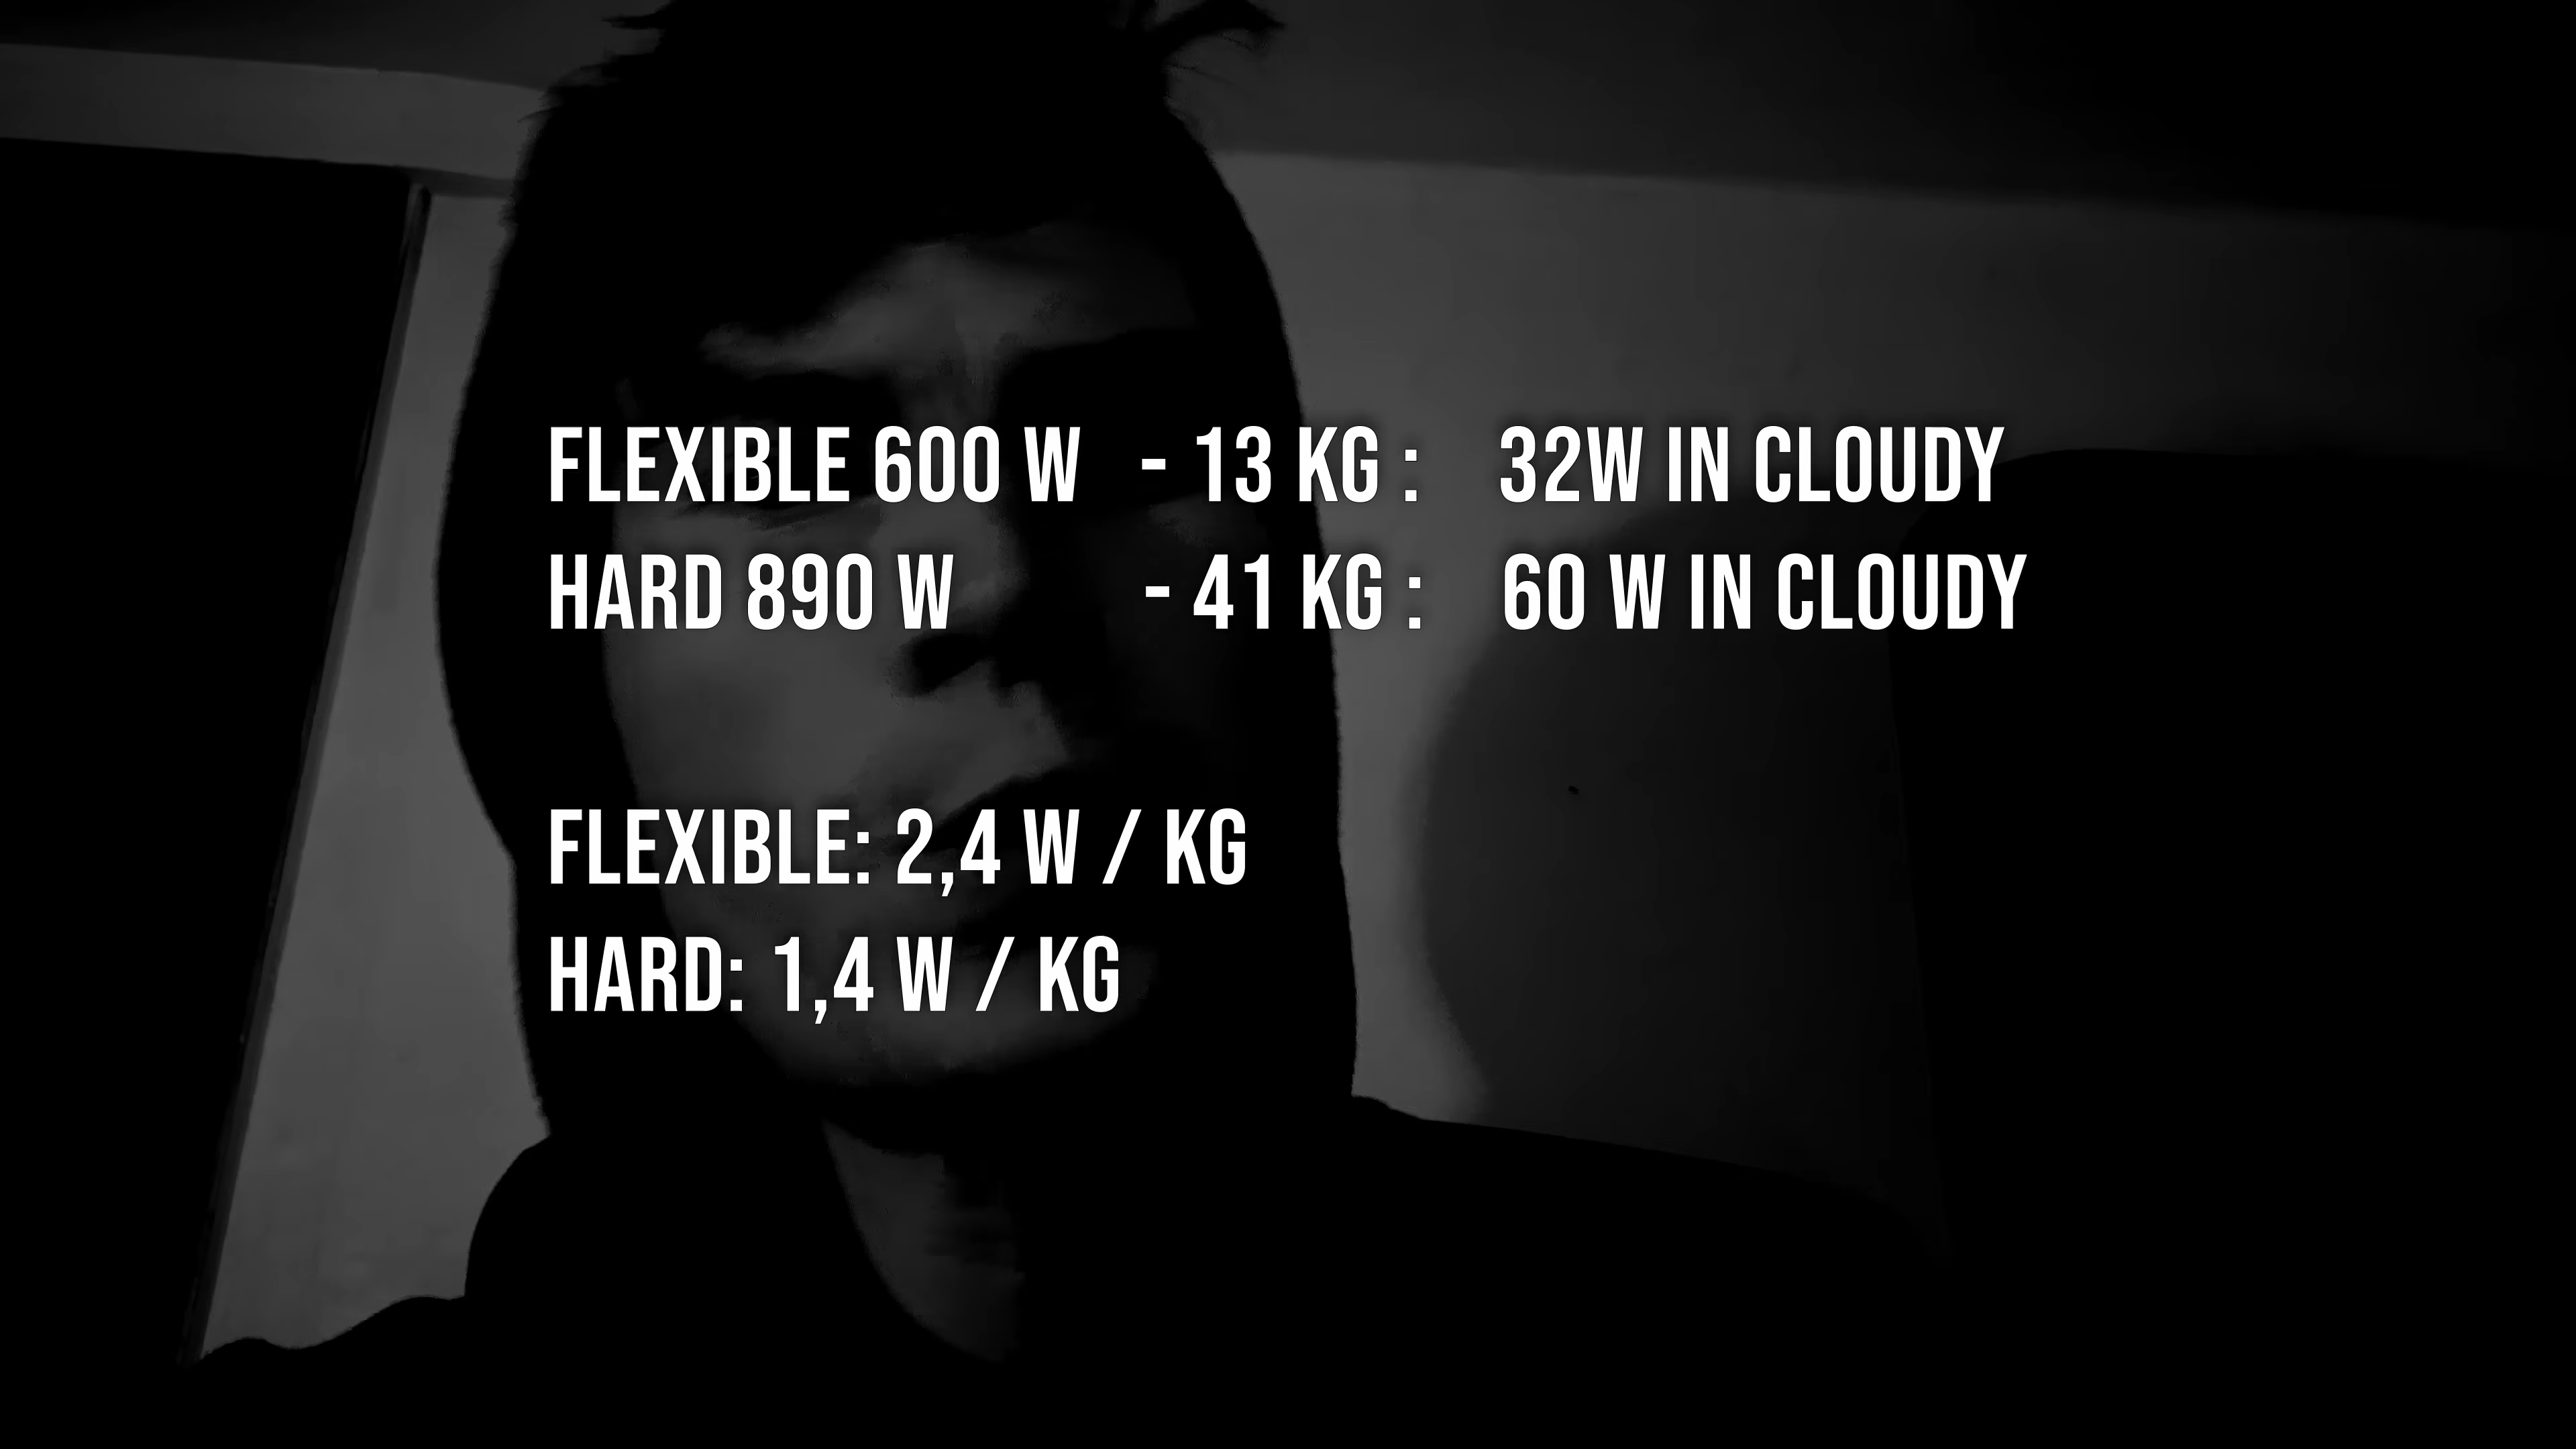 FLEXIBLE 600 W - 13 KG : 32W IN CLOUDY
HARD 890 W - 41 KG : 60 W IN CLOUDY
FLEXIBLE: 2,4 W / KG
HARD: 1,4 W / KG